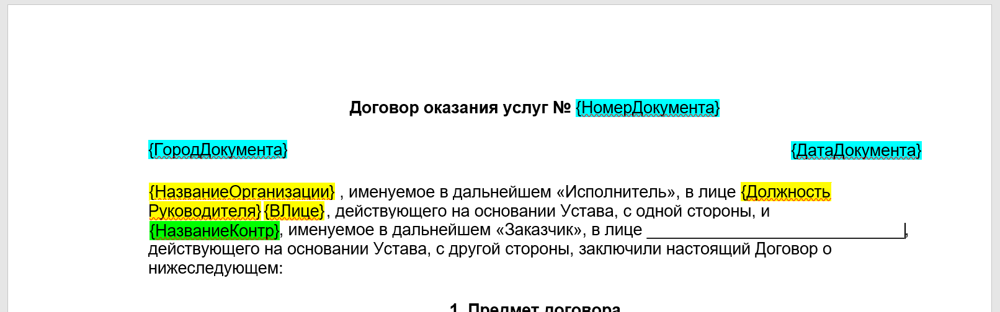 Договор оказания услуг № {НомерДокумента}
{ГородДокумента} {ДатаДокумента}
{НазваниеОрганизации} , именуемое в дальнейшем «Исполнитель», в лице {Должность
Руководителя} {ВЛице}, действующего на основании Устава, с одной стороны, и
{НазваниеКонтр}, именуемое в дальнейшем «Заказчик», в лице ____________________________,
действующего на основании Устава, с другой стороны, заключили настоящий Договор о
нижеследующем:
1. Предмет договора